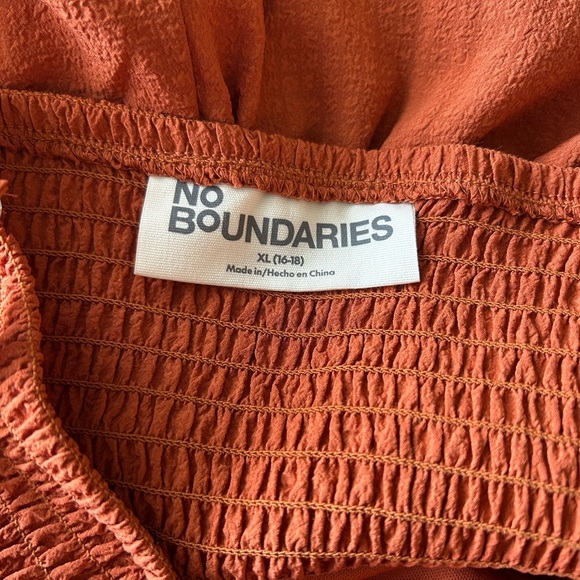 NO
BOUNDARIES
XL (16-18)
Made in/Hecho en China